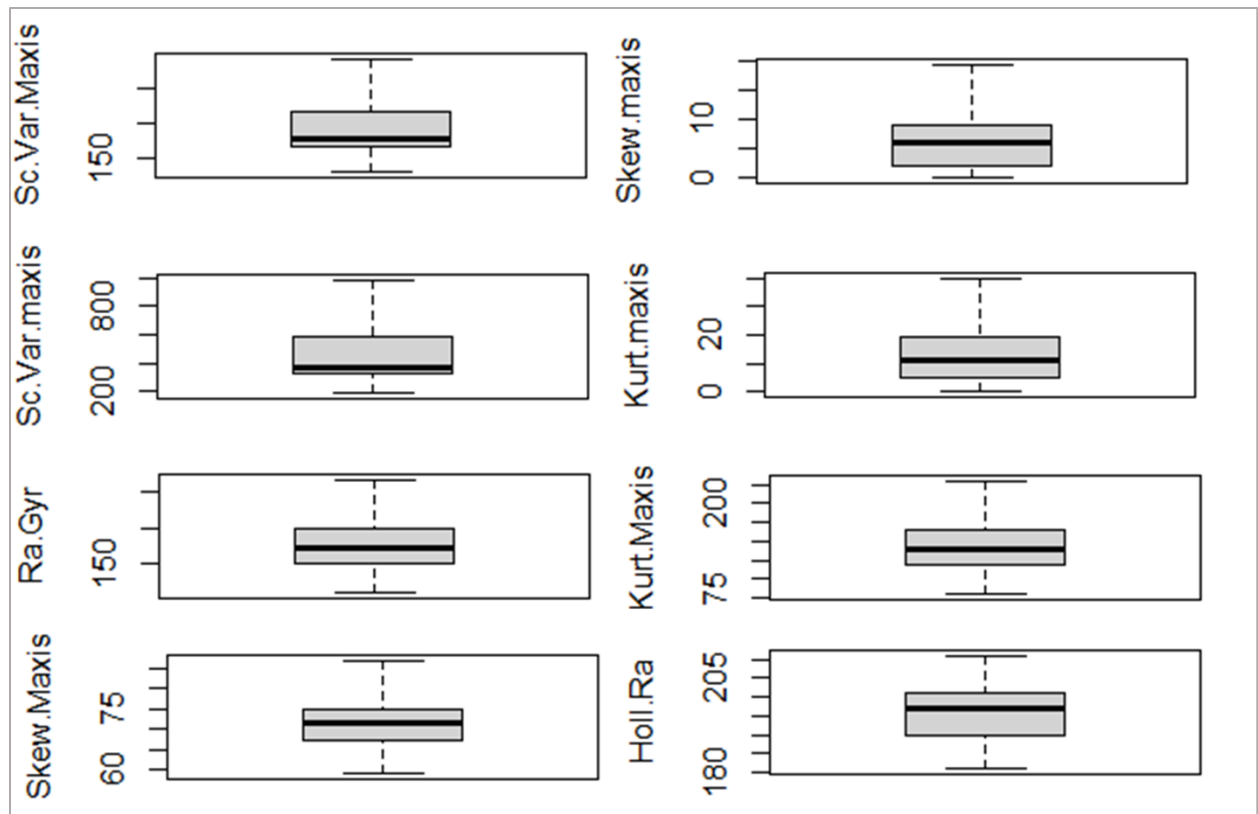 Sc.Var.Maxis
150
Skew.maxis
0
10
Sc.Var.maxis
200
800
Kurt.maxis
0
20
Ra.Gyr
150
Kurt.Maxis
75
200
Skew.Maxis
60
75
Holl.Ra
180
205